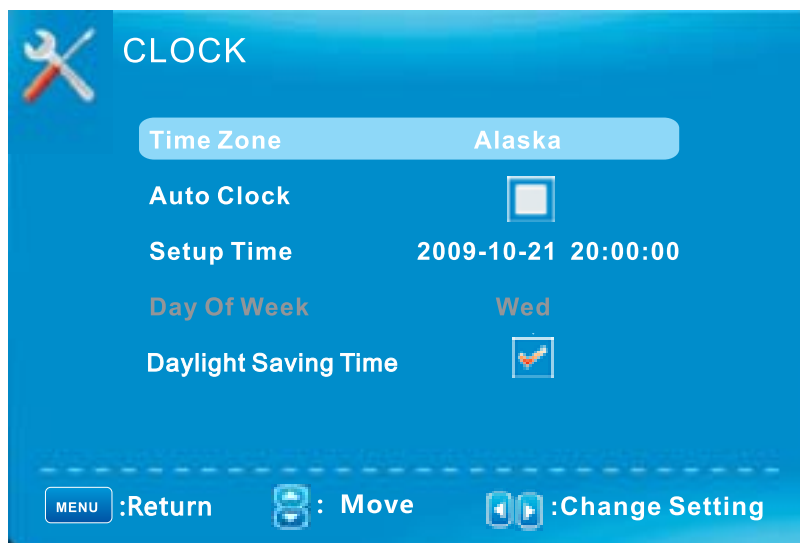 CLOCK
Time Zone Alaska
Auto Clock
Setup Time 2009-10-21 20:00:00
Day Of Week Wed
Daylight Saving Time
MENU :Return : Move :Change Setting